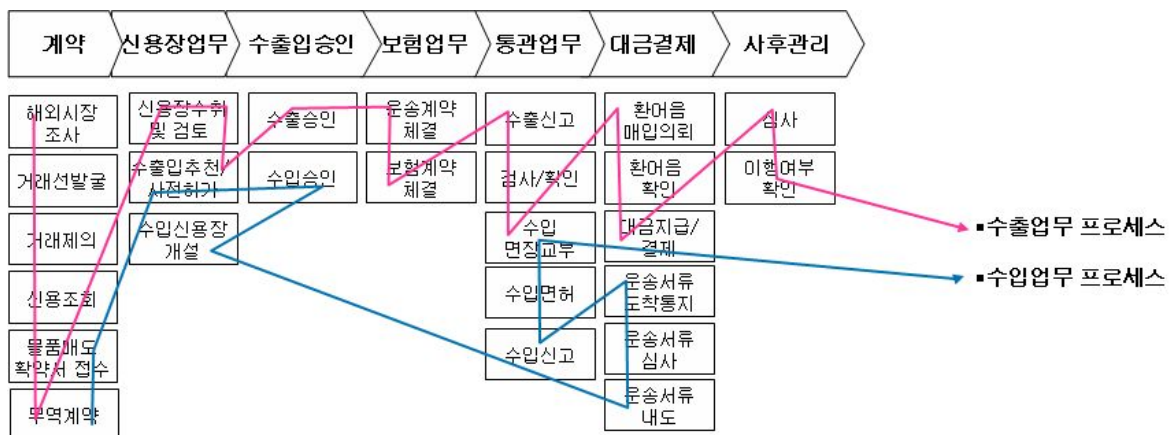 계약
신용장업무
수출입승인
보험업무
통관업무
대금결제
사후관리
해외시장
조사
거래선발굴
거래제의
신용조회
물품매도
확약서 접수
무역계약
신용장수취
및 검토
수출입추천/
사전허가
수입신용장
개설
수출승인
수입승인
운송계약
체결
보험계약
체결
수출신고
검사/확인
수입
면장교부
수입면허
수입신고
환어음
매입의뢰
환어음
확인
대금지급/
결제
운송서류
도착통지
운송서류
심사
운송서류
내도
심사
이행여부
확인
▪수출업무 프로세스
▪수입업무 프로세스